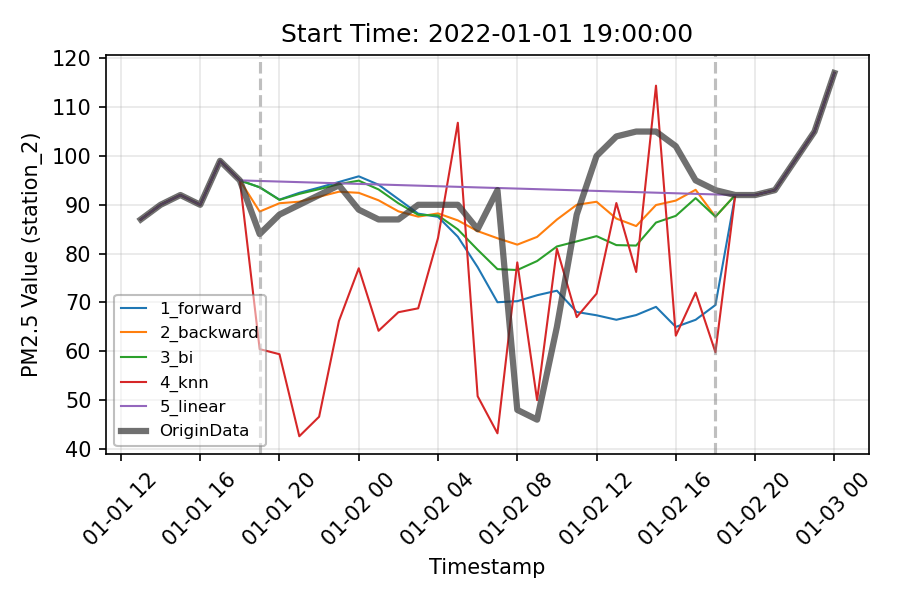 Start Time: 2022-01-01 19:00:00
PM2.5 Value (station_2)
120
110
100
90
80
70
60
50
40
1_forward
2_backward
3_bi
4_knn
5_linear
OriginData
01-01 12
01-01 16
01-01 20
01-02 00
01-02 04
01-02 08
01-02 12
01-02 16
01-02 20
01-03 00
Timestamp